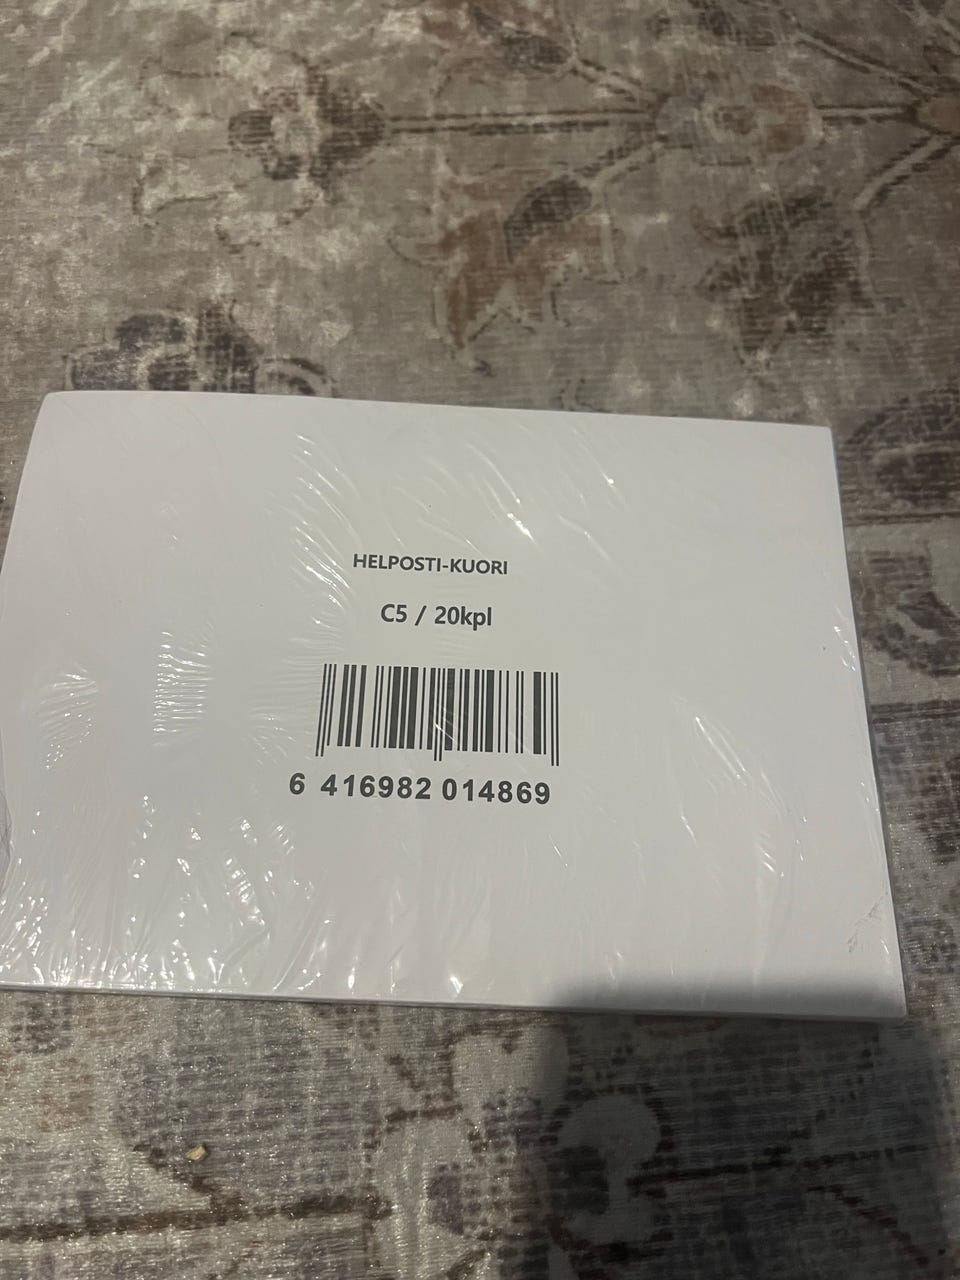 HELPOSTI-KUORI
C5 / 20kpl
6 416982 014869